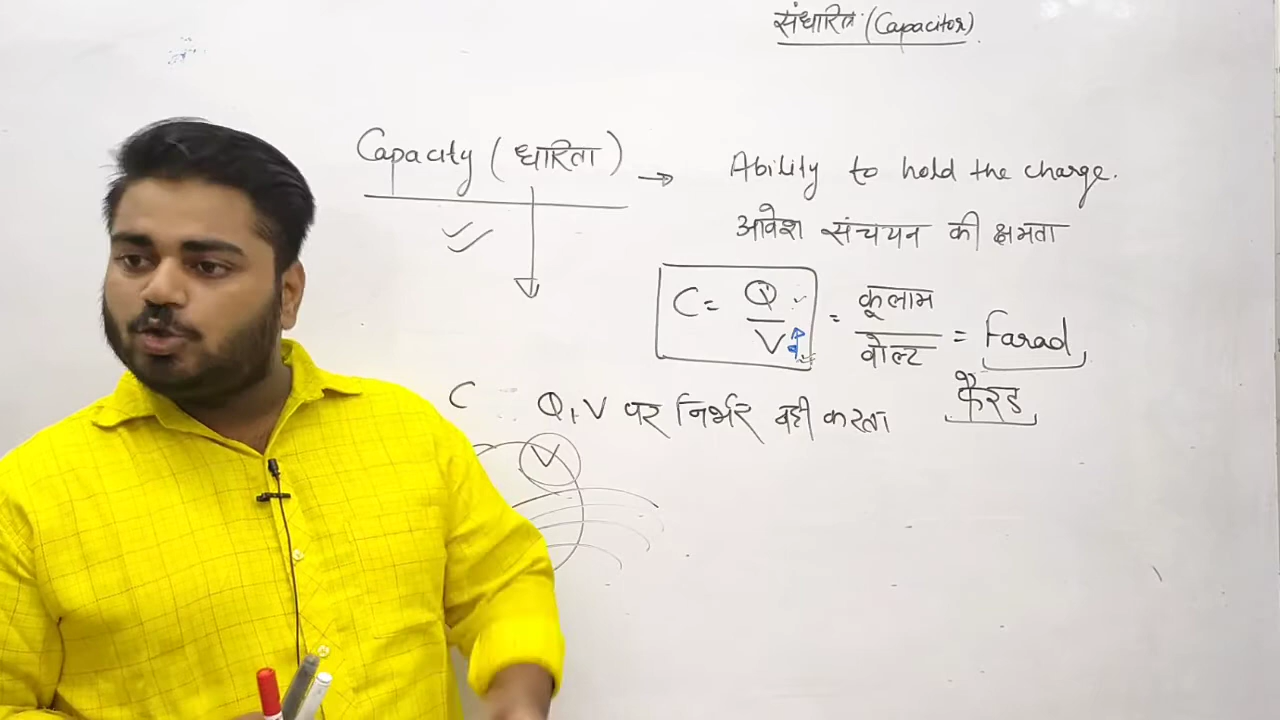 संधारित्र (Capacitor)
Capacity (धारिता) → Ability to hold the charge.
आवेश संचयन की क्षमता
C = Q / V = कूलाम / वोल्ट = Farad
फैरड
C Q, V पर निर्भर नही करता
V